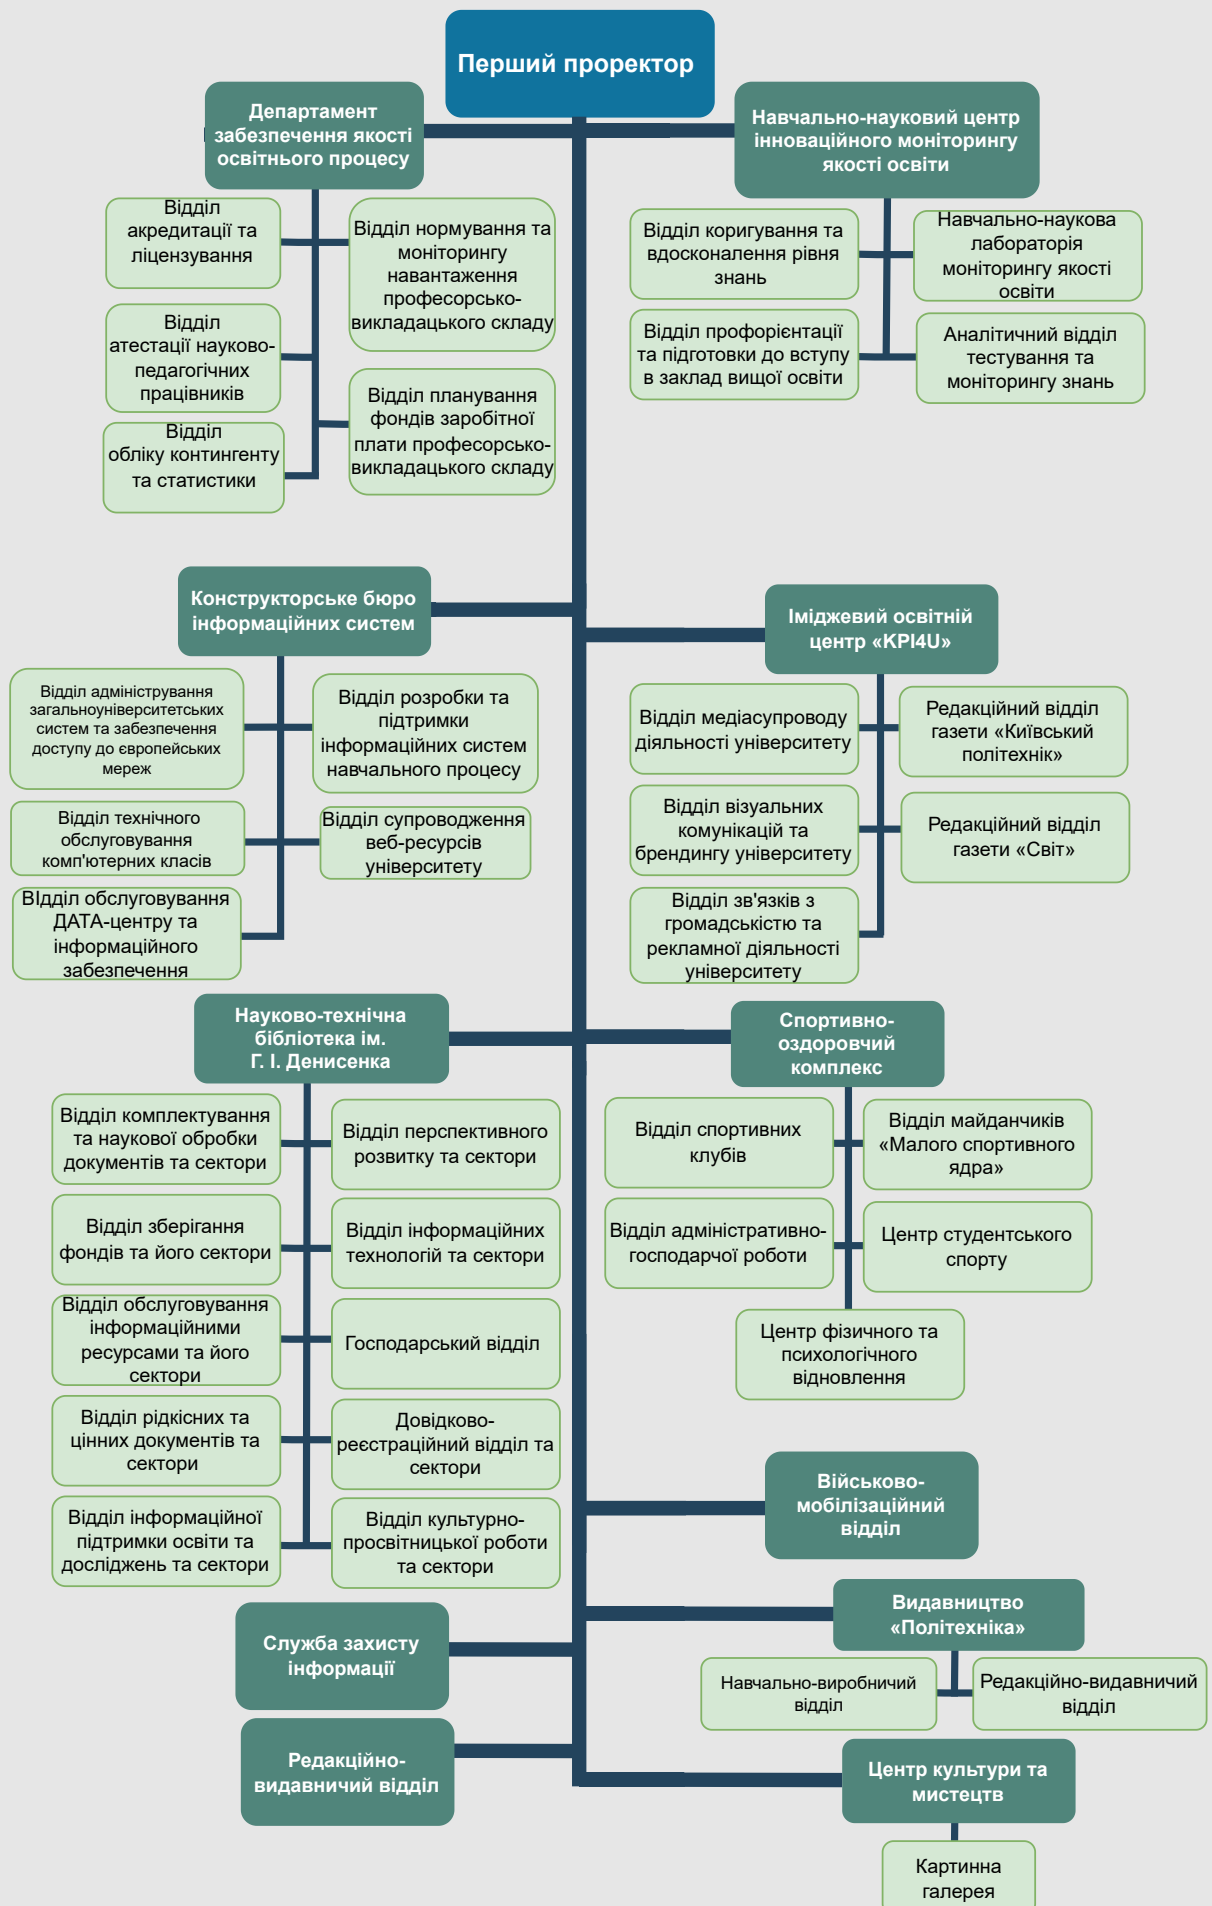 Перший проректор
Департамент
забезпечення якості
освітнього процесу
Відділ
акредитації та
ліцензування
Відділ нормування та
моніторингу
навантаження
професорсько-
викладацького складу
Відділ
атестації науково-
педагогічних
працівників
Відділ планування
фондів заробітної
плати професорсько-
викладацького складу
Відділ
обліку контингенту
та статистики
Навчально-науковий центр
інноваційного моніторингу
якості освіти
Відділ коригування та
вдосконалення рівня
знань
Навчально-наукова
лабораторія
моніторингу якості
освіти
Відділ профорієнтації
та підготовки до вступу
в заклад вищої освіти
Аналітичний відділ
тестування та
моніторингу знань
Конструкторське бюро
інформаційних систем
Відділ адміністрування
загальноуніверситетських
систем та забезпечення
доступу до європейських
мереж
Відділ розробки та
підтримки
інформаційних систем
навчального процесу
Відділ технічного
обслуговування
комп'ютерних класів
Відділ супроводження
веб-ресурсів
університету
ВІдділ обслуговування
ДАТА-центру та
інформаційного
забезпечення
Іміджевий освітній
центр «KPI4U»
Відділ медіасупроводу
діяльності університету
Редакційний відділ
газети «Київський
політехнік»
Відділ візуальних
комунікацій та
брендингу університету
Редакційний відділ
газети «Світ»
Відділ зв'язків з
громадськістю та
рекламної діяльності
університету
Науково-технічна
бібліотека ім.
Г. І. Денисенка
Відділ комплектування
та наукової обробки
документів та сектори
Відділ перспективного
розвитку та сектори
Відділ зберігання
фондів та його сектори
Відділ інформаційних
технологій та сектори
Відділ обслуговування
інформаційними
ресурсами та його
сектори
Господарський відділ
Відділ рідкісних та
цінних документів та
сектори
Довідково-
реєстраційний відділ та
сектори
Відділ інформаційної
підтримки освіти та
досліджень та сектори
Відділ культурно-
просвітницької роботи
та сектори
Спортивно-
оздоровчий
комплекс
Відділ спортивних
клубів
Відділ майданчиків
«Малого спортивного
ядра»
Відділ адміністративно-
господарчої роботи
Центр студентського
спорту
Центр фізичного та
психологічного
відновлення
Військово-
мобілізаційний
відділ
Служба захисту
інформації
Видавництво
«Політехніка»
Навчально-виробничий
відділ
Редакційно-видавничий
відділ
Редакційно-
видавничий відділ
Центр культури та
мистецтв
Картинна
галерея